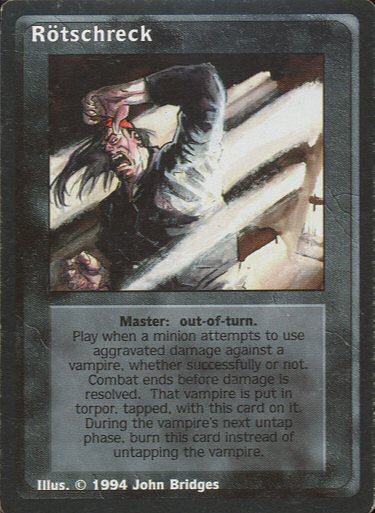 Rötschreck
Master: out-of-turn.
Play when a minion attempts to use
aggravated damage against a
vampire, whether successfully or not.
Combat ends before damage is
resolved. That vampire is put in
torpor, tapped, with this card on it.
During the vampire's next untap
phase, burn this card instread of
untapping the vampire.
Illus. © 1994 John Bridges